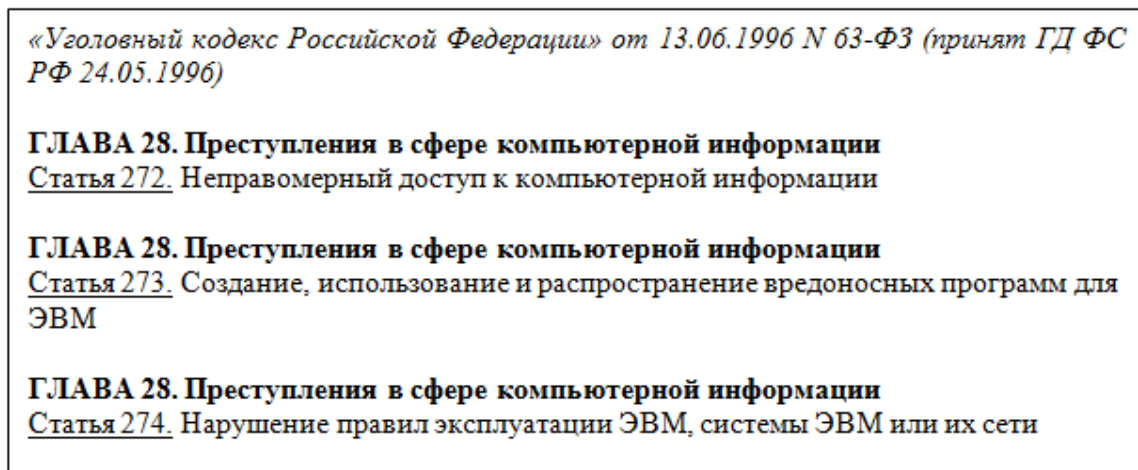 «Уголовный кодекс Российской Федерации» от 13.06.1996 N 63-ФЗ (принят ГД ФС
РФ 24.05.1996)
ГЛАВА 28. Преступления в сфере компьютерной информации
Статья 272. Неправомерный доступ к компьютерной информации
ГЛАВА 28. Преступления в сфере компьютерной информации
Статья 273. Создание, использование и распространение вредоносных программ для
ЭВМ
ГЛАВА 28. Преступления в сфере компьютерной информации
Статья 274. Нарушение правил эксплуатации ЭВМ, системы ЭВМ или их сети